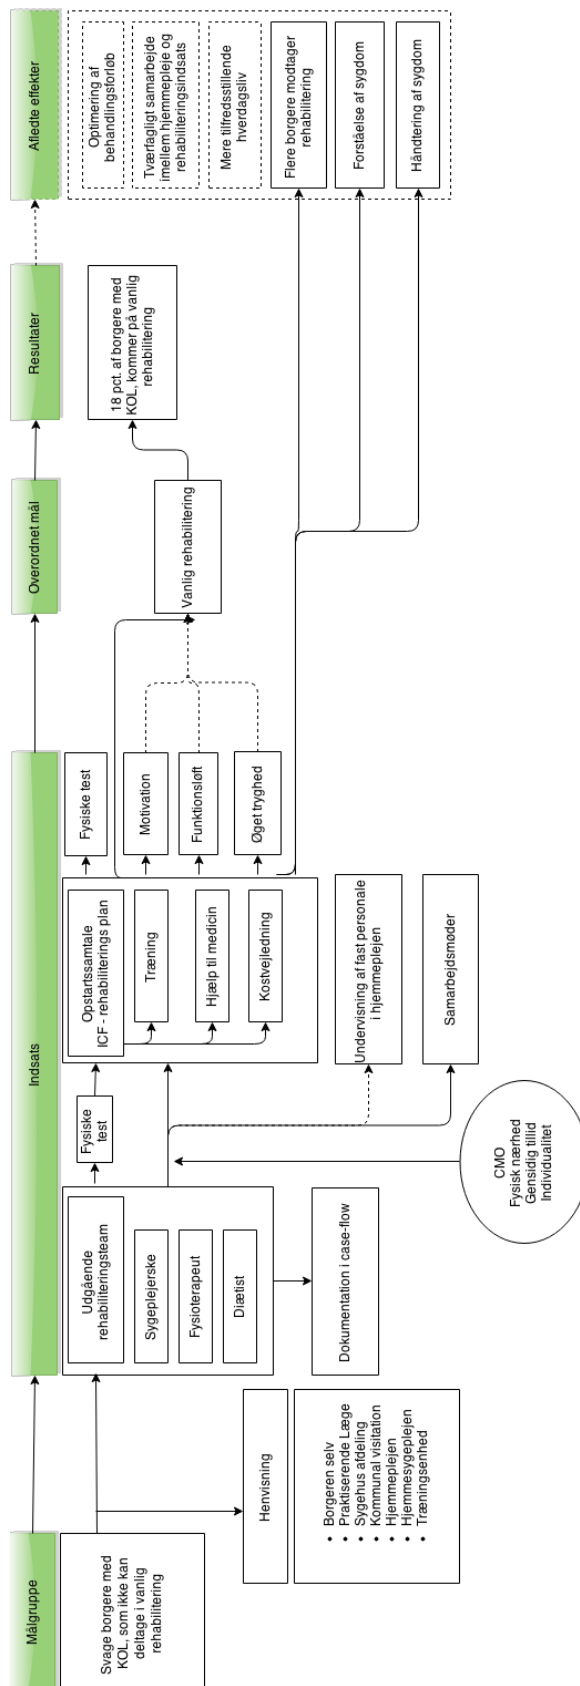 Målgruppe
Indsats
Overordnet mål
Resultater
Afledte effekter
Svage borgere med
KOL, som ikke kan
deltage i vanlig
rehabilitering
Henvisning
• Borgeren selv
• Praktiserende Læge
• Sygehus afdeling
• Kommunal visitation
• Hjemmeplejen
• Hjemmesygeplejen
• Træningsenhed
Udgående
rehabiliteringsteam
Sygeplejerske
Fysioterapeut
Diætist
Dokumentation i case-flow
Fysiske
test
CMO
Fysisk nærhed
Gensidig tillid
Individualitet
Opstartssamtale
ICF - rehabiliterings plan
Træning
Hjælp til medicin
Kostvejledning
Undervisning af fast personale
i hjemmeplejen
Samarbejdsmøder
Fysiske test
Motivation
Funktionsløft
Øget tryghed
Vanlig rehabilitering
18 pct. af borgere med
KOL, kommer på vanlig
rehabilitering
Optimering af
behandlingsforløb
Tværfagligt samarbejde
imellem hjemmepleje og
rehabiliteringsindsats
Mere tilfredsstillende
hverdagsliv
Flere borgere modtager
rehabilitering
Forståelse af sygdom
Håndtering af sygdom